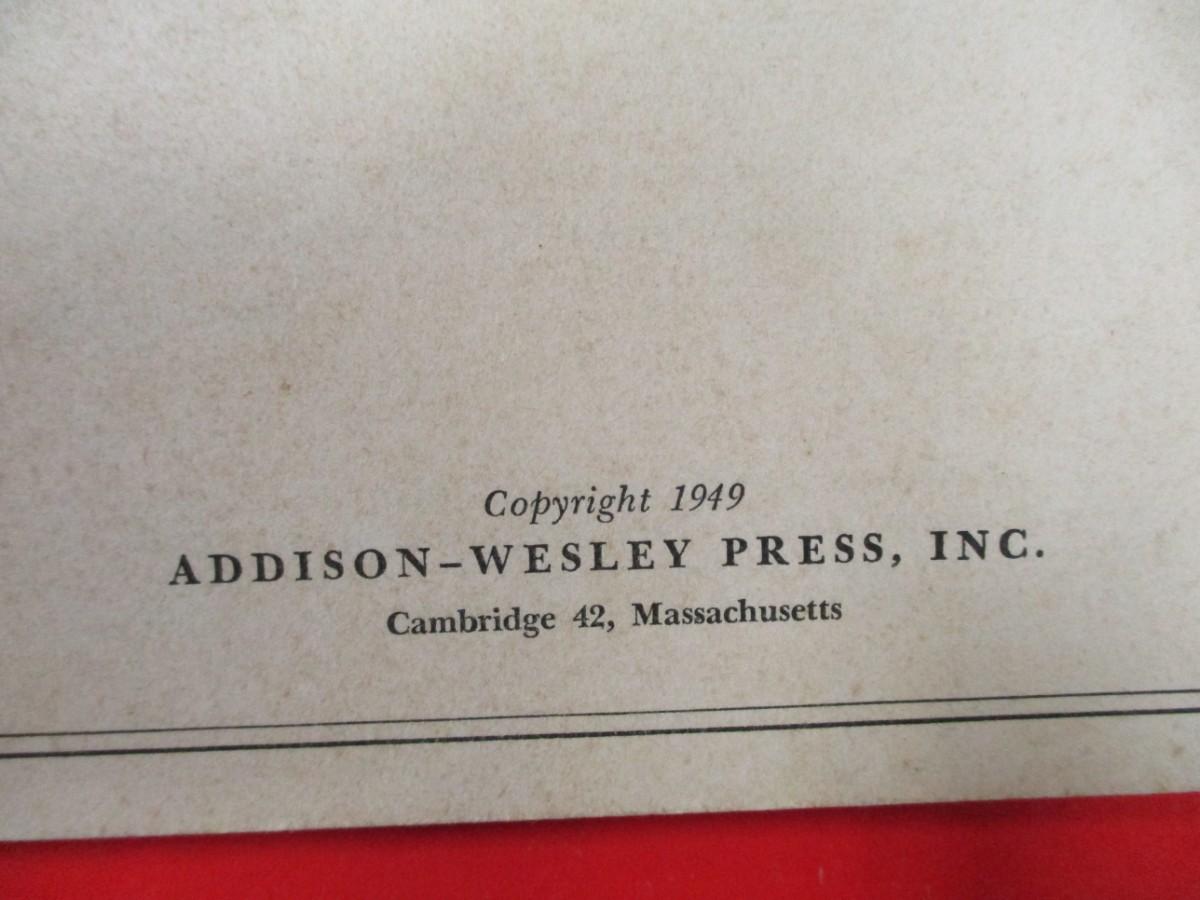 Copyright 1949
ADDISON–WESLEY PRESS, INC.
Cambridge 42, Massachusetts